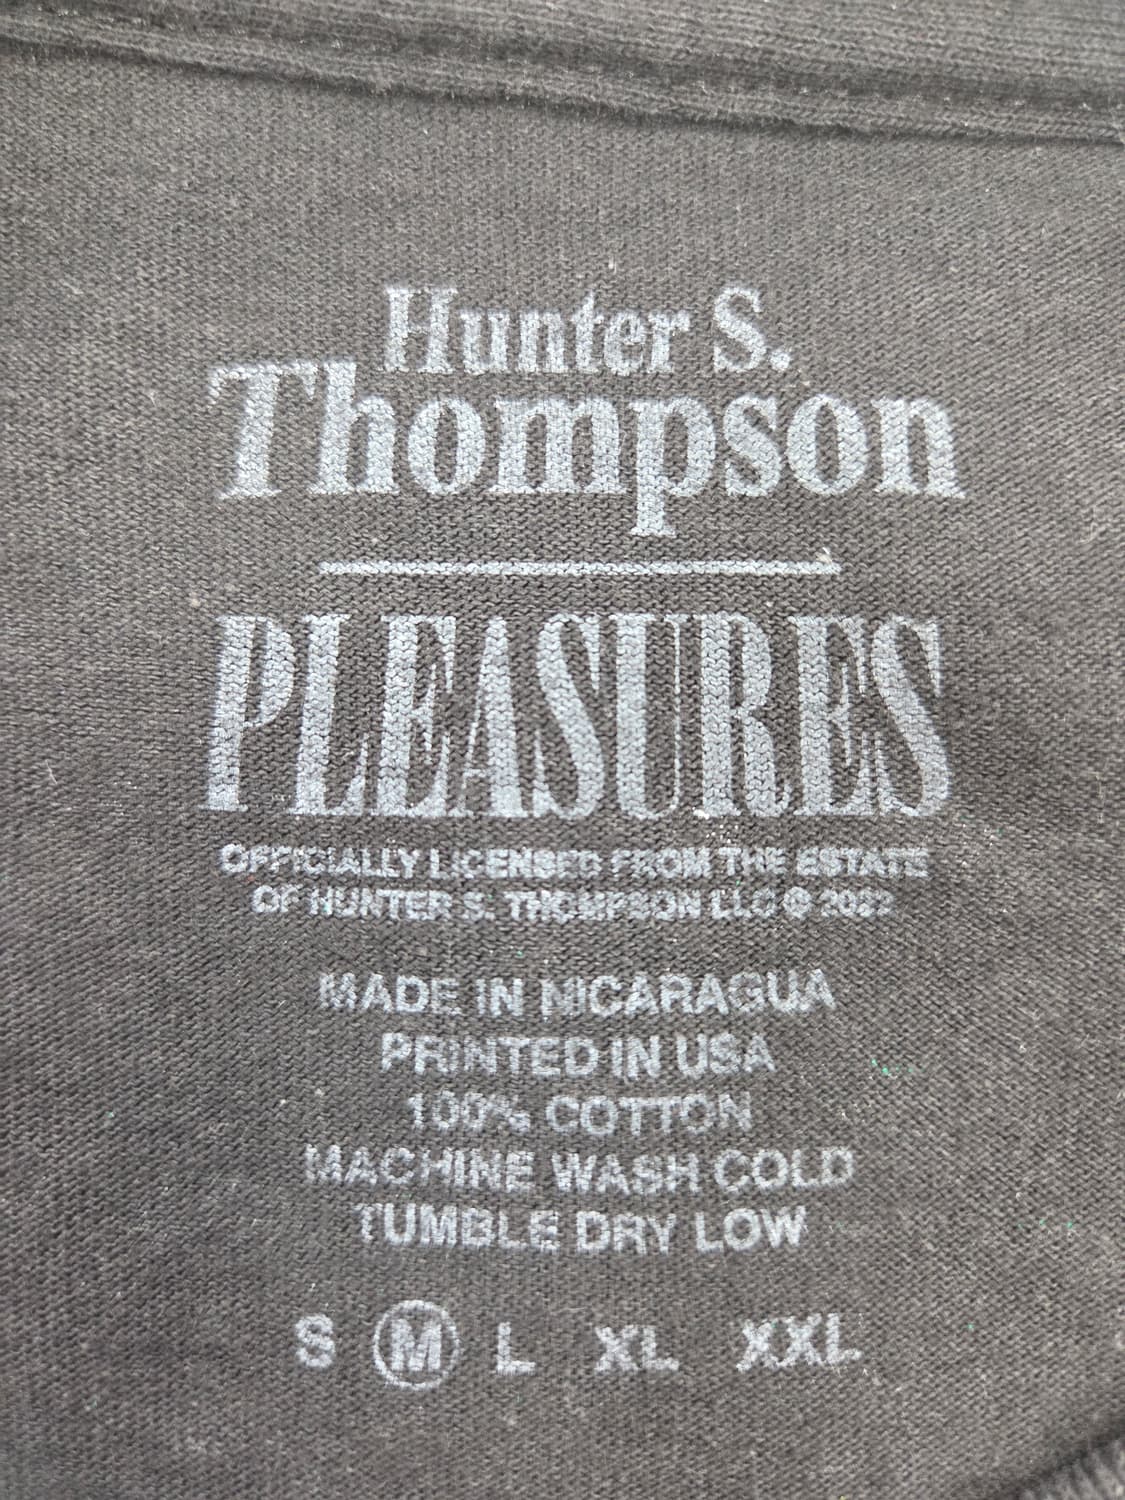 Hunter S.
Thompson
PLEASURES
OFFICIALLY LICENSED FROM THE ESTATE
OF HUNTER S. THOMPSON LLC © 2022
MADE IN NICARAGUA
PRINTED IN USA
100% COTTON
MACHINE WASH COLD
TUMBLE DRY LOW
S M L XL XXL